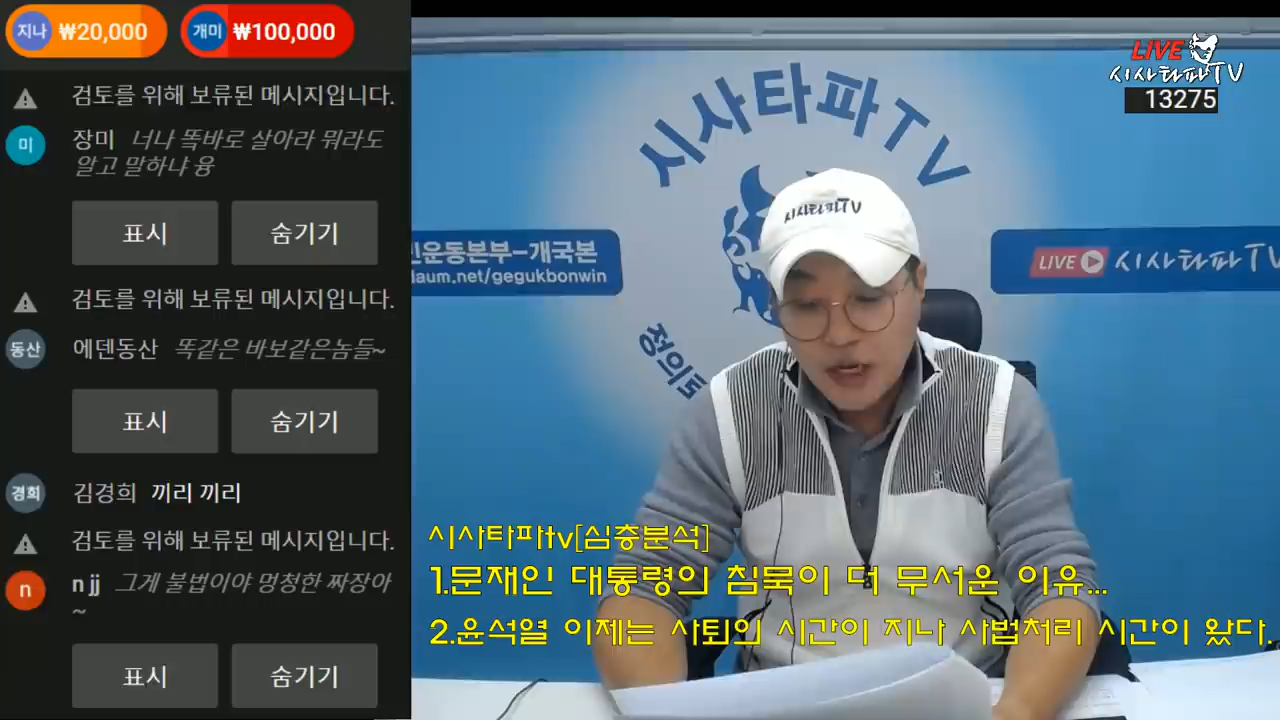 지나 ₩20,000
개미 ₩100,000
검토를 위해 보류된 메시지입니다.
미 장미 너나 똑바로 살아라 뭐라도
알고 말하냐 융
표시 숨기기
검토를 위해 보류된 메시지입니다.
동산 에덴동산 똑같은 바보같은놈들~
표시 숨기기
경희 김경희 끼리 끼리
검토를 위해 보류된 메시지입니다.
n n jj 그게 불법이야 멍청한 짜장아
~
표시 숨기기
LIVE
시사타파TV
13275
시사타파TV
시사타파TV
민운동본부-개국본
daum.net/gegukbonwin
LIVE 시사타파TV
정의토
시사타파tv[심층분석]
1.문재인 대통령의 침묵이 더 무서운 이유...
2.윤석열 이제는 사퇴의 시간이 지나 사법처리 시간이 왔다.